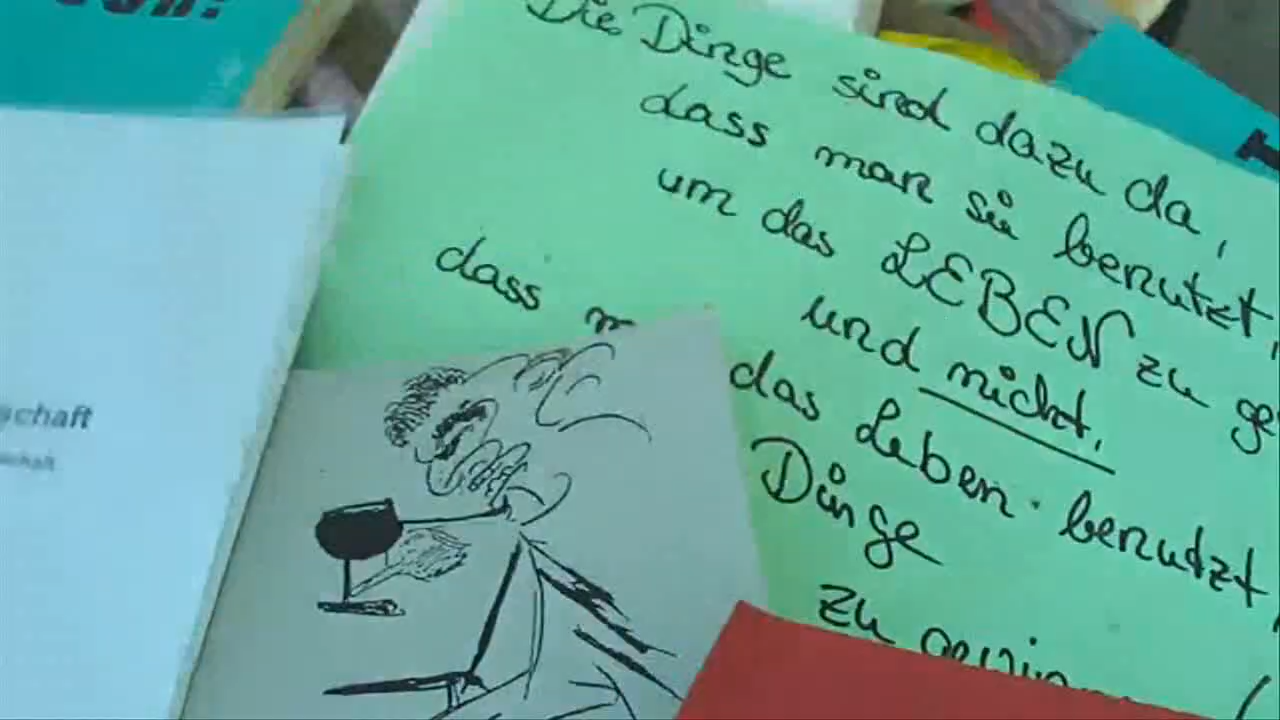 Die Dinge sind dazu da,
dass man sie benutzt,
um das LEBEN zu
und nicht,
dass
das Leben benutzt,
Dinge
zu
schaft